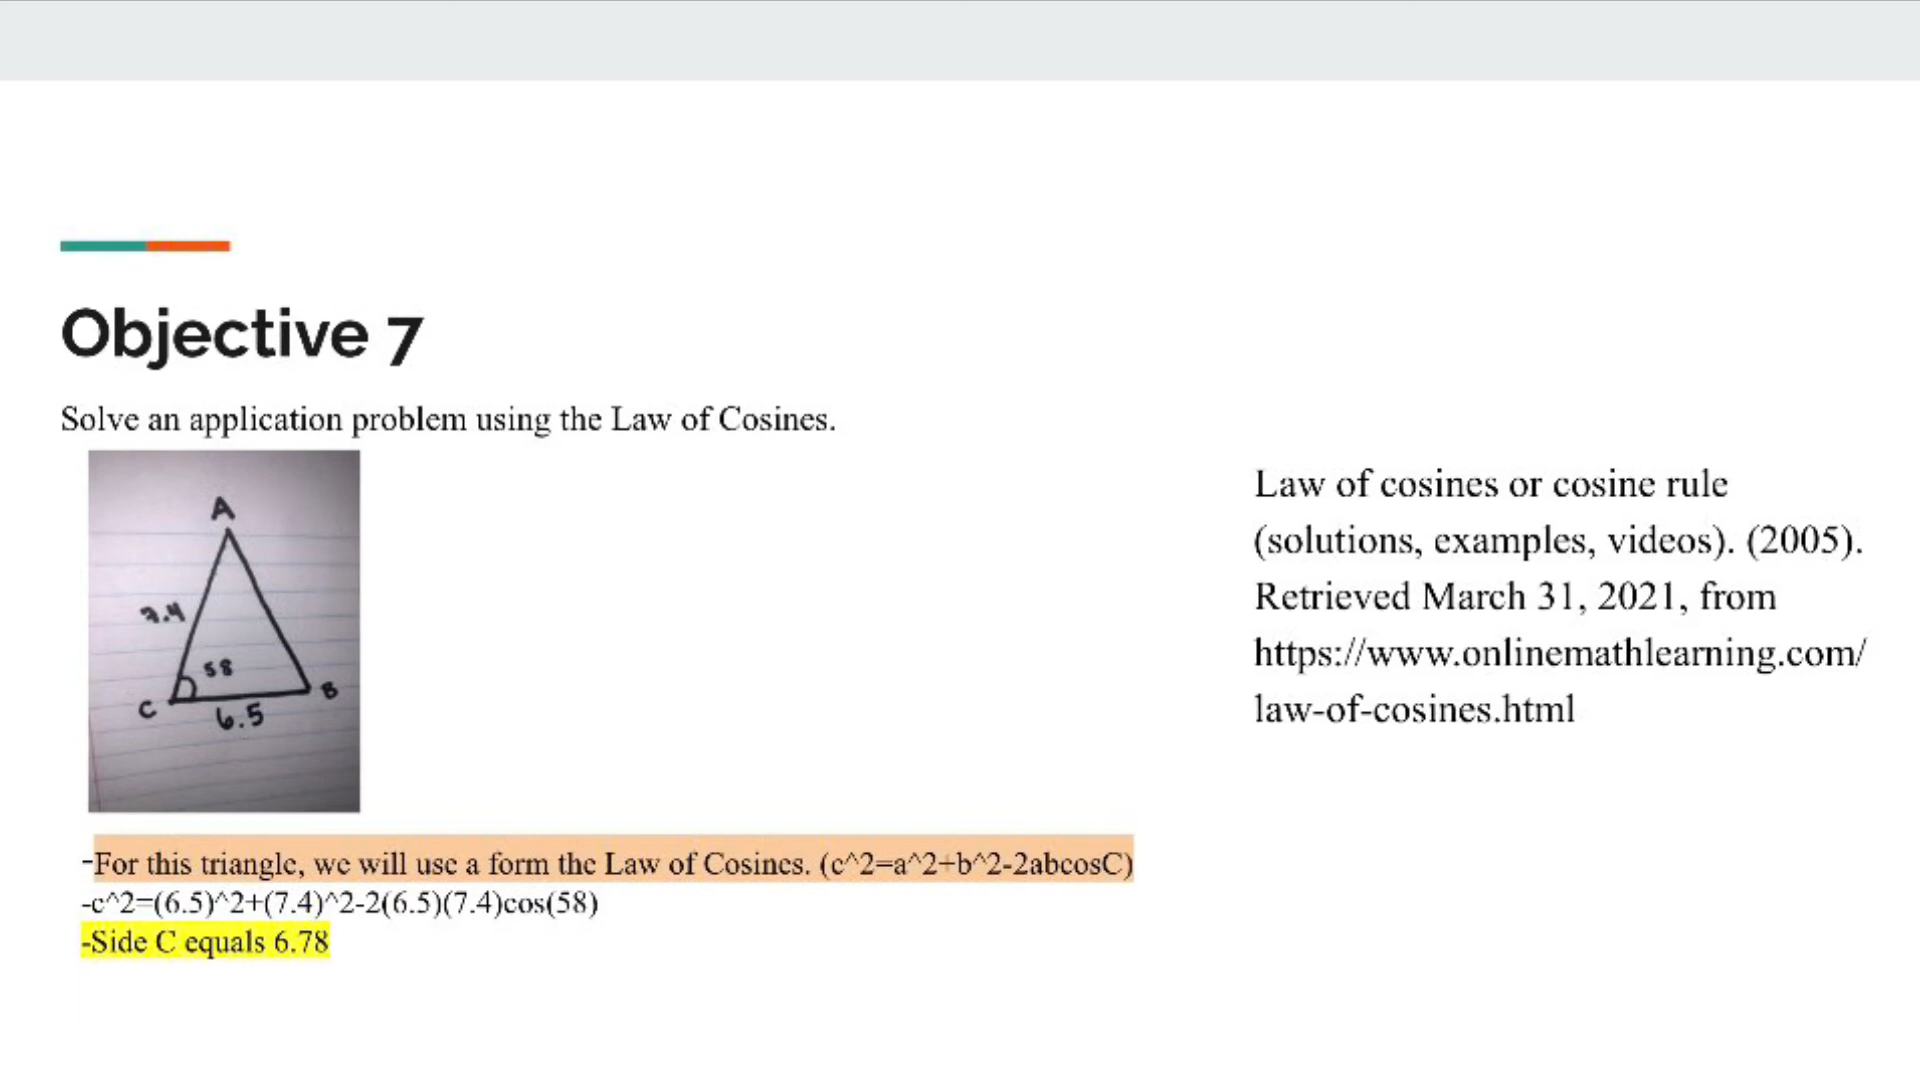 Objective 7
Solve an application problem using the Law of Cosines.
A
7.4
58
C
B
6.5
-For this triangle, we will use a form the Law of Cosines. (c^2=a^2+b^2-2abcosC)
-c^2=(6.5)^2+(7.4)^2-2(6.5)(7.4)cos(58)
-Side C equals 6.78
Law of cosines or cosine rule
(solutions, examples, videos). (2005).
Retrieved March 31, 2021, from
https://www.onlinemathlearning.com/
law-of-cosines.html